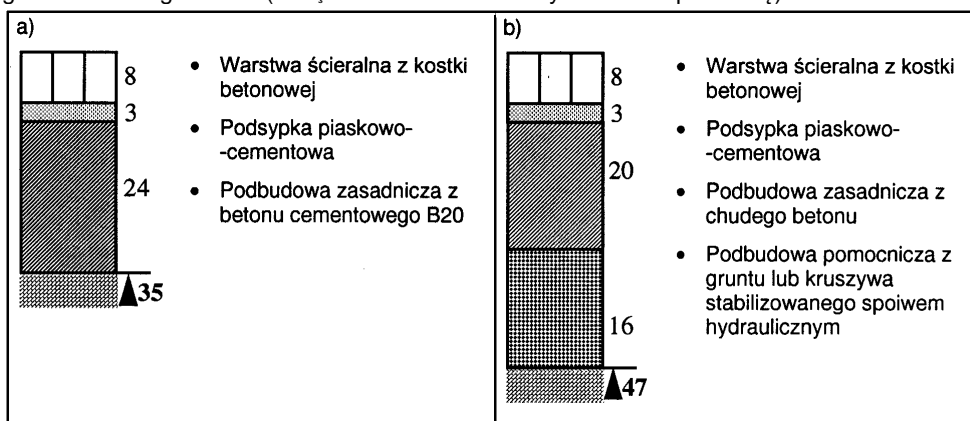 a)
8
3
24
35
• Warstwa ścieralna z kostki
betonowej
• Podsypka piaskowo-
-cementowa
• Podbudowa zasadnicza z
betonu cementowego B20
b)
8
3
20
16
47
• Warstwa ścieralna z kostki
betonowej
• Podsypka piaskowo-
-cementowa
• Podbudowa zasadnicza z
chudego betonu
• Podbudowa pomocnicza z
gruntu lub kruszywa
stabilizowanego spoiwem
hydraulicznym